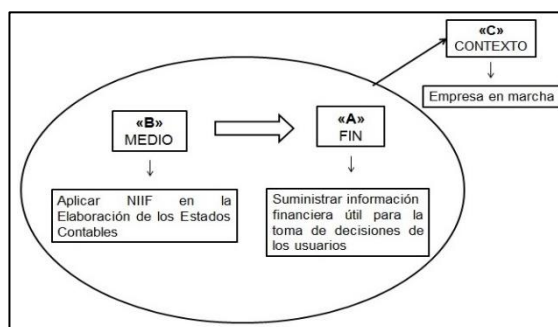 «C»
CONTEXTO
Empresa en marcha
«B»
MEDIO
«A»
FIN
Aplicar NIIF en la
Elaboración de los Estados
Contables
Suministrar información
financiera útil para la
toma de decisiones de
los usuarios